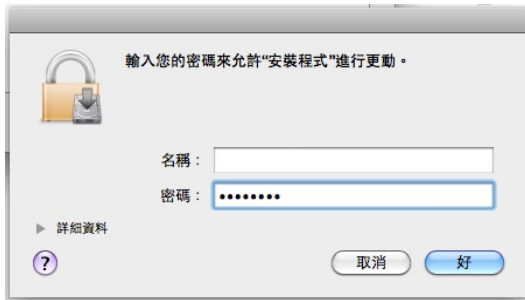 輸入您的密碼來允許“安裝程式”進行更動。
名稱：
密碼：••••••••
詳細資料
?
取消
好